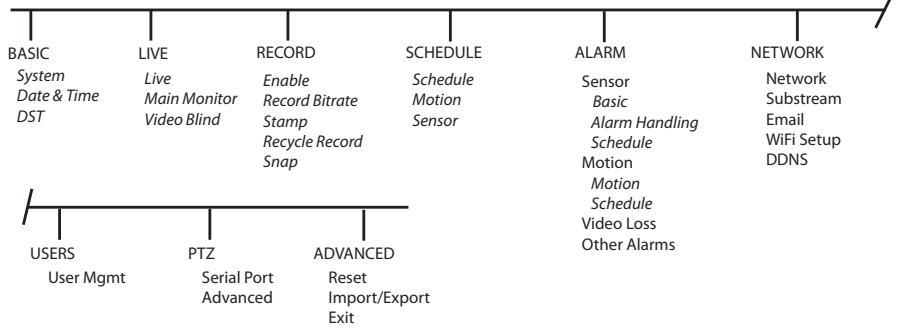 BASIC
System
Date & Time
DST
LIVE
Live
Main Monitor
Video Blind
RECORD
Enable
Record Bitrate
Stamp
Recycle Record
Snap
SCHEDULE
Schedule
Motion
Sensor
ALARM
Sensor
Basic
Alarm Handling
Schedule
Motion
Motion
Schedule
Video Loss
Other Alarms
NETWORK
Network
Substream
Email
WiFi Setup
DDNS
USERS
User Mgmt
PTZ
Serial Port
Advanced
ADVANCED
Reset
Import/Export
Exit